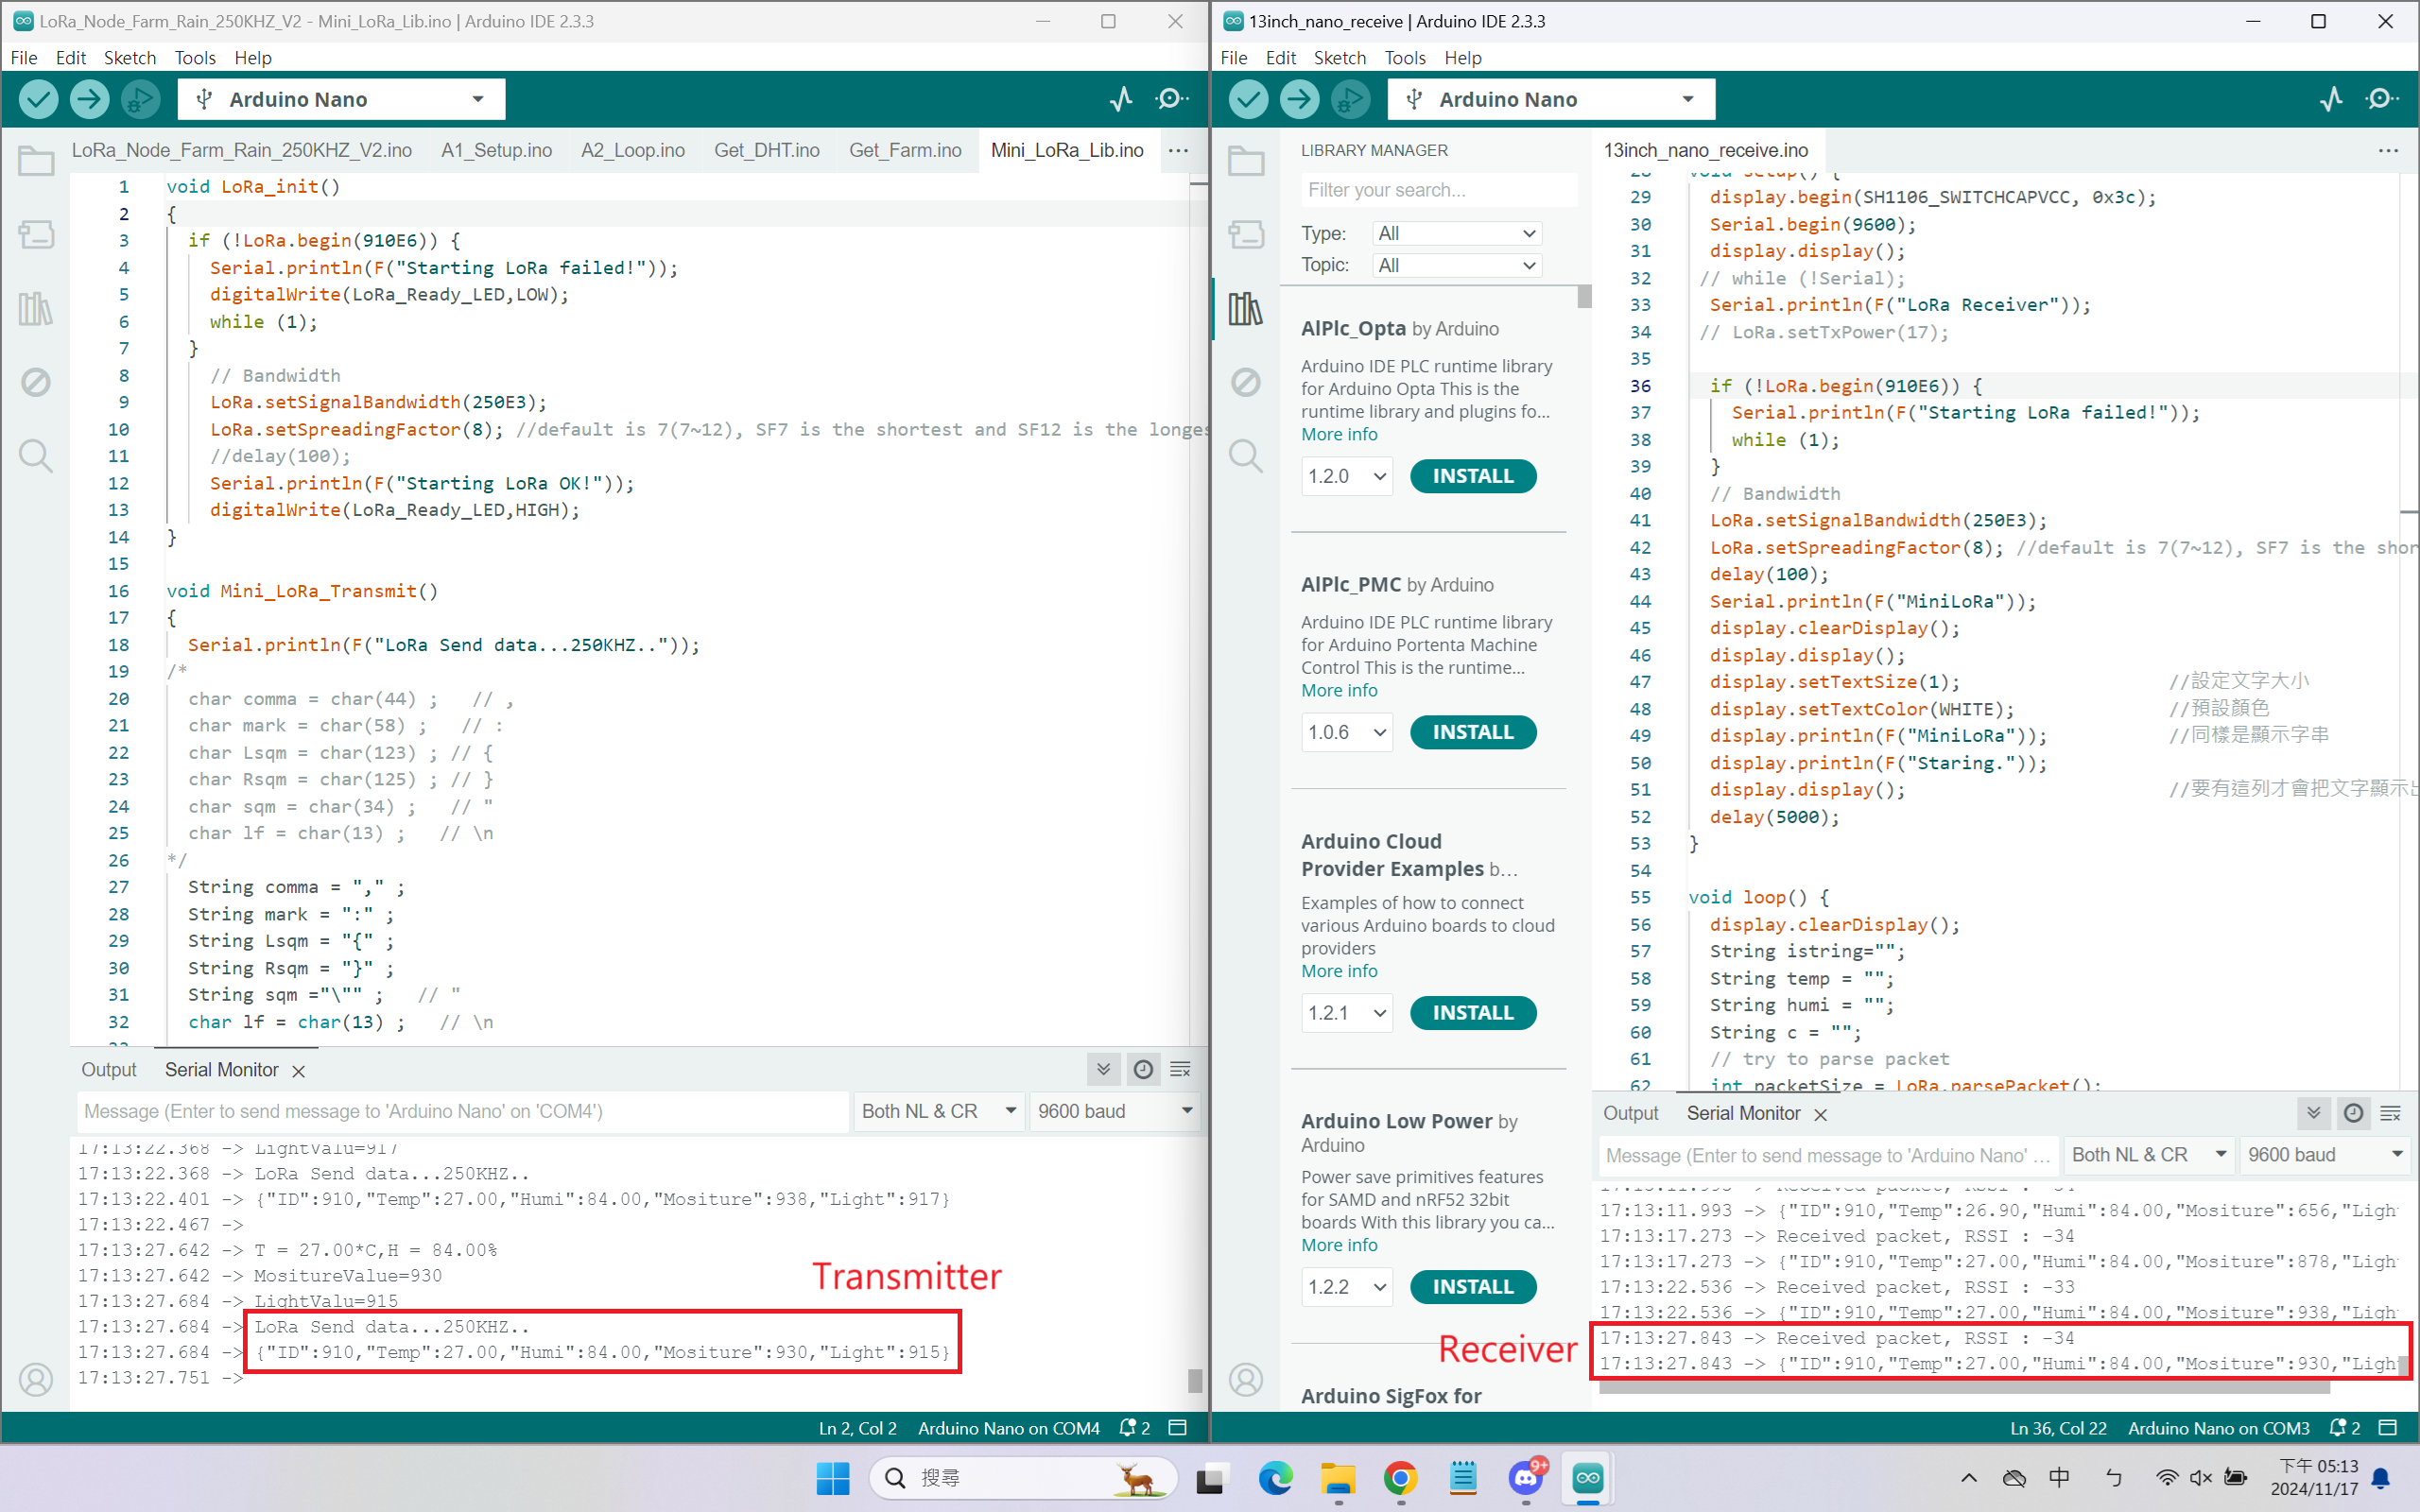 LoRa_Node_Farm_Rain_250KHZ_V2 - Mini_LoRa_Lib.ino | Arduino IDE 2.3.3
File Edit Sketch Tools Help
Arduino Nano
LoRa_Node_Farm_Rain_250KHZ_V2.ino A1_Setup.ino A2_Loop.ino Get_DHT.ino Get_Farm.ino Mini_LoRa_Lib.ino ...
1 void LoRa_init()
2 {
3 if (!LoRa.begin(910E6)) {
4 Serial.println(F("Starting LoRa failed!"));
5 digitalWrite(LoRa_Ready_LED,LOW);
6 while (1);
7 }
8 // Bandwidth
9 LoRa.setSignalBandwidth(250E3);
10 LoRa.setSpreadingFactor(8); //default is 7(7~12), SF7 is the shortest and SF12 is the longes
11 //delay(100);
12 Serial.println(F("Starting LoRa OK!"));
13 digitalWrite(LoRa_Ready_LED,HIGH);
14 }
15
16 void Mini_LoRa_Transmit()
17 {
18 Serial.println(F("LoRa Send data...250KHZ.."));
19 /*
20 char comma = char(44) ; // ,
21 char mark = char(58) ; // :
22 char Lsqm = char(123) ; // {
23 char Rsqm = char(125) ; // }
24 char sqm = char(34) ; // "
25 char lf = char(13) ; // \n
26 */
27 String comma = "," ;
28 String mark = ":" ;
29 String Lsqm = "{" ;
30 String Rsqm = "}" ;
31 String sqm ="\"" ; // "
32 char lf = char(13) ; // \n
Output Serial Monitor
Message (Enter to send message to 'Arduino Nano' on 'COM4')
Both NL & CR
9600 baud
17:13:22.368 -> LightValu=917
17:13:22.368 -> LoRa Send data...250KHZ..
17:13:22.401 -> {"ID":910,"Temp":27.00,"Humi":84.00,"Mositure":938,"Light":917}
17:13:22.467 ->
17:13:27.642 -> T = 27.00*C,H = 84.00%
17:13:27.642 -> MositureValue=930
17:13:27.684 -> LightValu=915
17:13:27.684 -> LoRa Send data...250KHZ..
17:13:27.684 -> {"ID":910,"Temp":27.00,"Humi":84.00,"Mositure":930,"Light":915}
17:13:27.751 ->
Transmitter
Ln 2, Col 2 Arduino Nano on COM4 2
13inch_nano_receive | Arduino IDE 2.3.3
File Edit Sketch Tools Help
Arduino Nano
LIBRARY MANAGER
Filter your search...
Type: All
Topic: All
AlPlc_Opta by Arduino
Arduino IDE PLC runtime library
for Arduino Opta This is the
runtime library and plugins fo...
More info
1.2.0 INSTALL
AlPlc_PMC by Arduino
Arduino IDE PLC runtime library
for Arduino Portenta Machine
Control This is the runtime...
More info
1.0.6 INSTALL
Arduino Cloud
Provider Examples b...
Examples of how to connect
various Arduino boards to cloud
providers
More info
1.2.1 INSTALL
Arduino Low Power by
Arduino
Power save primitives features
for SAMD and nRF52 32bit
boards With this library you ca...
More info
1.2.2 INSTALL
Arduino SigFox for
13inch_nano_receive.ino ...
28 void setup() {
29 display.begin(SH1106_SWITCHCAPVCC, 0x3c);
30 Serial.begin(9600);
31 display.display();
32 // while (!Serial);
33 Serial.println(F("LoRa Receiver"));
34 // LoRa.setTxPower(17);
35
36 if (!LoRa.begin(910E6)) {
37 Serial.println(F("Starting LoRa failed!"));
38 while (1);
39 }
40 // Bandwidth
41 LoRa.setSignalBandwidth(250E3);
42 LoRa.setSpreadingFactor(8); //default is 7(7~12), SF7 is the shor
43 delay(100);
44 Serial.println(F("MiniLoRa"));
45 display.clearDisplay();
46 display.display();
47 display.setTextSize(1); //設定文字大小
48 display.setTextColor(WHITE); //預設顏色
49 display.println(F("MiniLoRa")); //同樣是顯示字串
50 display.println(F("Staring."));
51 display.display(); //要有這列才會把文字顯示出
52 delay(5000);
53 }
54
55 void loop() {
56 display.clearDisplay();
57 String istring="";
58 String temp = "";
59 String humi = "";
60 String c = "";
61 // try to parse packet
62 int packetSize = LoRa.parsePacket();
Output Serial Monitor
Message (Enter to send message to 'Arduino Nano' ...
Both NL & CR
9600 baud
17:13:11.993 -> Received packet, RSSI : -34
17:13:11.993 -> {"ID":910,"Temp":26.90,"Humi":84.00,"Mositure":656,"Ligh
17:13:17.273 -> Received packet, RSSI : -34
17:13:17.273 -> {"ID":910,"Temp":27.00,"Humi":84.00,"Mositure":878,"Ligh
17:13:22.536 -> Received packet, RSSI : -33
17:13:22.536 -> {"ID":910,"Temp":27.00,"Humi":84.00,"Mositure":938,"Ligh
17:13:27.843 -> Received packet, RSSI : -34
17:13:27.843 -> {"ID":910,"Temp":27.00,"Humi":84.00,"Mositure":930,"Ligh
Receiver
Ln 36, Col 22 Arduino Nano on COM3 2
搜尋
9+
中
ㄅ
下午 05:13
2024/11/17